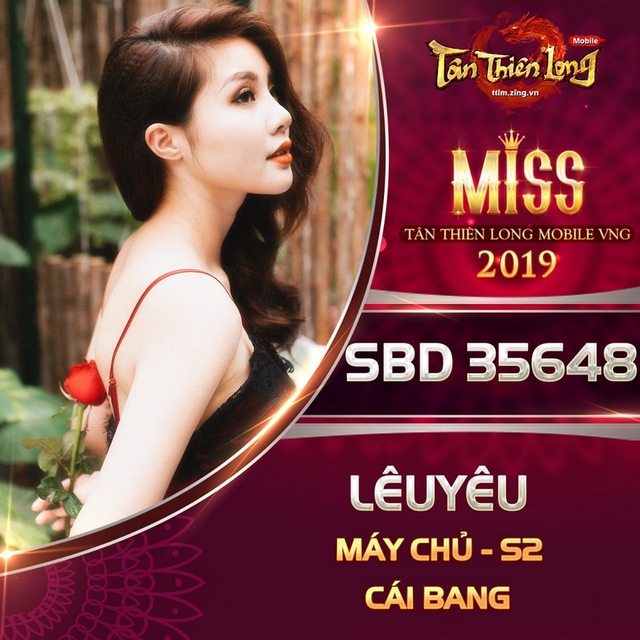 Mobile
Tân Thiên Long
ttlm.zing.vn
MISS
TÂN THIÊN LONG MOBILE VNG
2019
SBD 35648
LÊUYÊU
MÁY CHỦ - S2
CÁI BANG